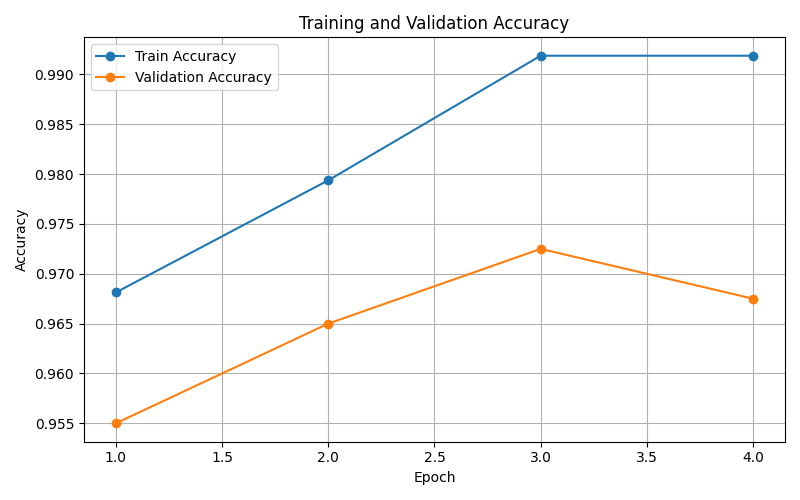 Training and Validation Accuracy
Train Accuracy
Validation Accuracy
0.990
0.985
0.980
0.975
0.970
0.965
0.960
0.955
Accuracy
1.0 1.5 2.0 2.5 3.0 3.5 4.0
Epoch